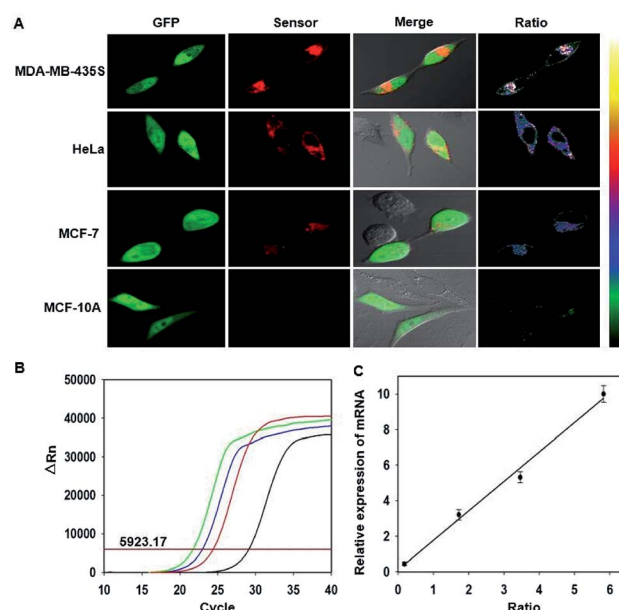 A
GFP Sensor Merge Ratio
MDA-MB-435S
HeLa
MCF-7
MCF-10A
B
50000
40000
30000
20000
10000
0
ΔRn
5923.17
10 15 20 25 30 35 40
Cycle
C
10
8
6
4
2
0
Relative expression of mRNA
0 1 2 3 4 5 6
Ratio